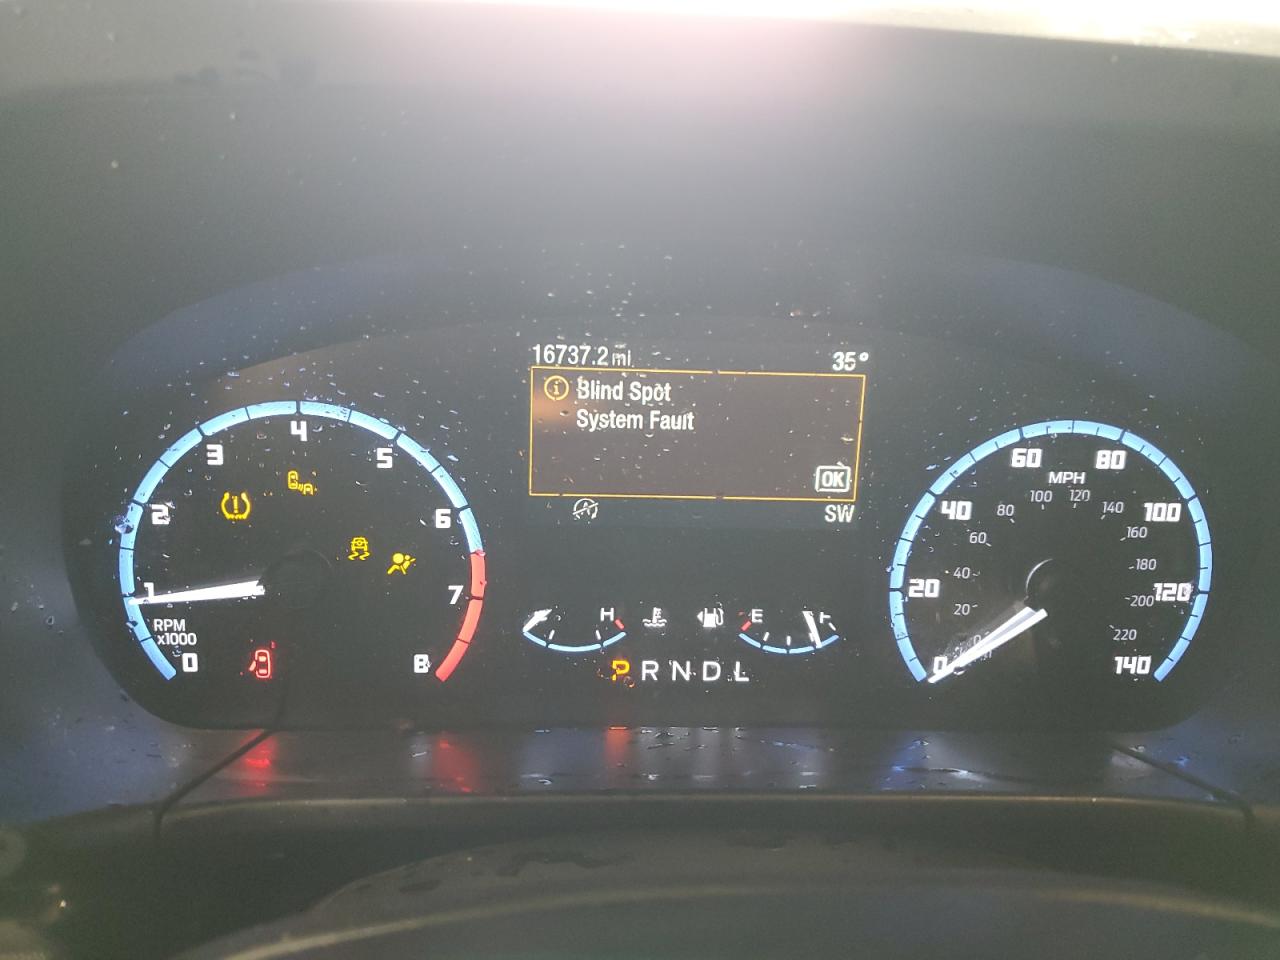 16737.2 mi 35°
Blind Spot
System Fault
OK
SW
0 1 2 3 4 5 6 7 8
RPM
x1000
H
E F
P R N D L
MPH
0 20 40 60 80 100 120 140
0 20 40 60 80 100 120 140 160 180 200 220